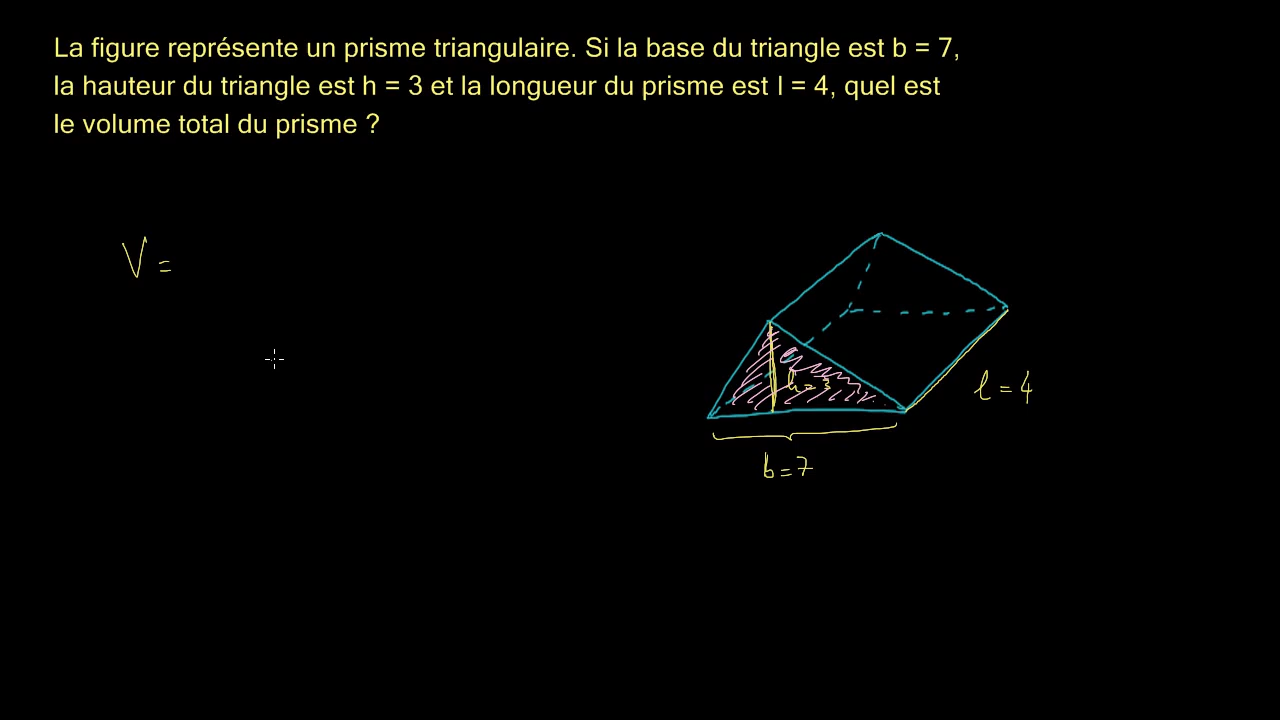 La figure représente un prisme triangulaire. Si la base du triangle est b = 7,
la hauteur du triangle est h = 3 et la longueur du prisme est l = 4, quel est
le volume total du prisme ?
V =
h = 3
l = 4
b = 7